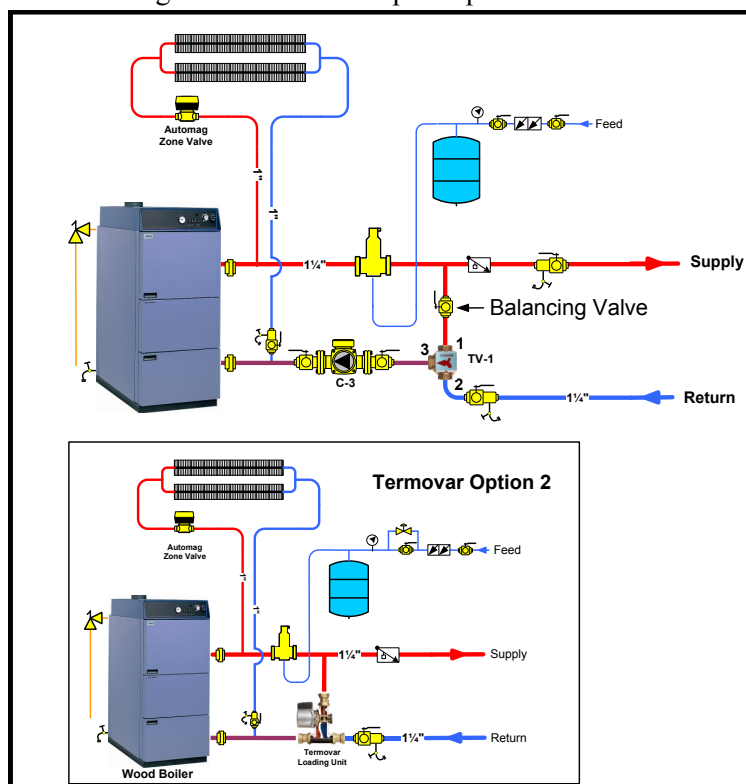 Automag
Zone Valve
Feed
1"
1"
1¼"
Supply
Balancing Valve
3
1
TV-1
2
C-3
1¼"
Return
Termovar Option 2
Automag
Zone Valve
Feed
1"
1"
1¼"
Supply
Termovar
Loading Unit
1¼"
Return
Wood Boiler